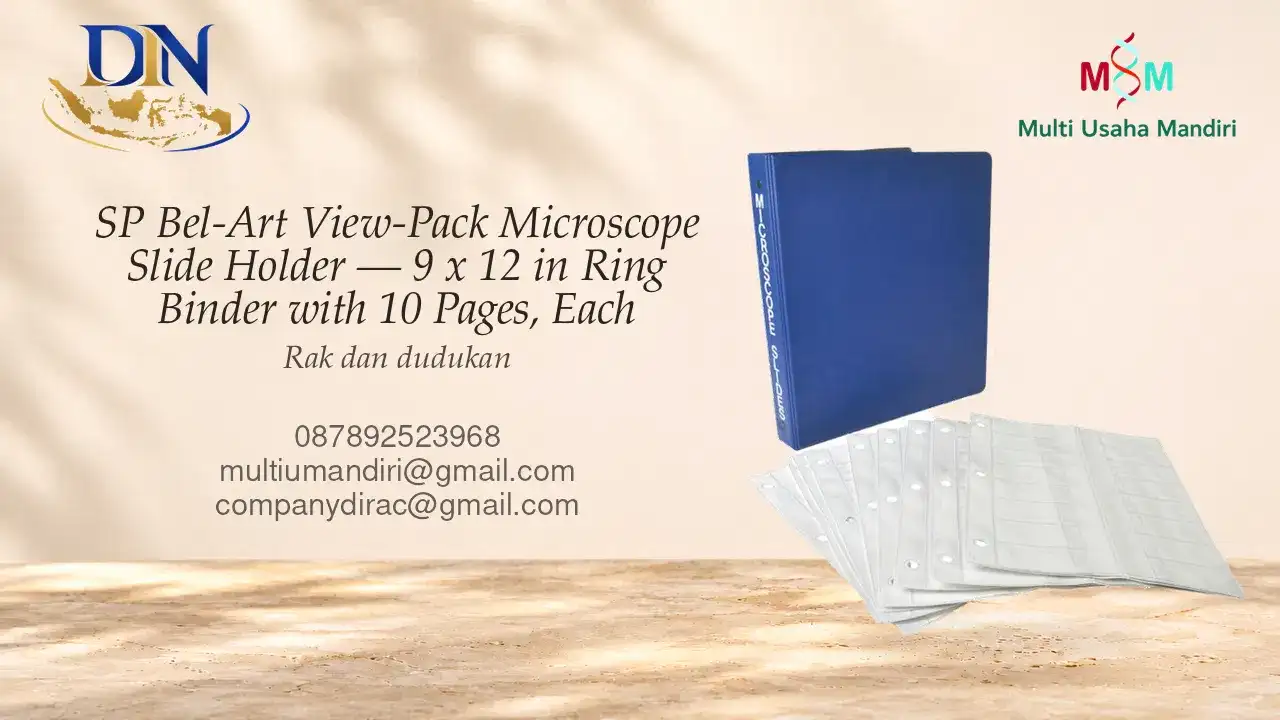 DIN
M M
Multi Usaha Mandiri
SP Bel-Art View-Pack Microscope
Slide Holder — 9 x 12 in Ring
Binder with 10 Pages, Each
Rak dan dudukan
087892523968
multiumandiri@gmail.com
companydirac@gmail.com
MICROSCOPE SLIDES